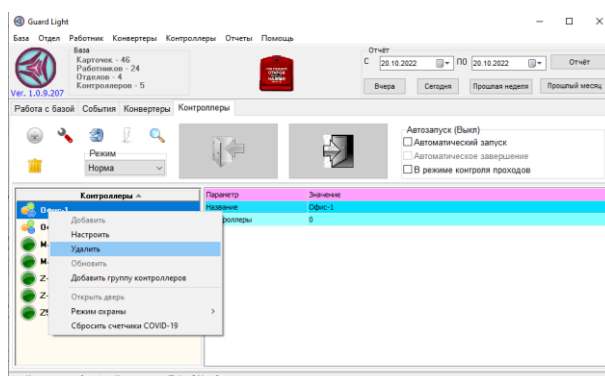 Guard Light
База Отдел Работник Конвертеры Контроллеры Отчеты Помощь
База
Карточек - 46
Работников - 24
Отделов - 4
Контроллеров - 5
Ver. 1.0.9.207
Отчёт
С 20.10.2022 ПО 20.10.2022 Отчёт
Вчера Сегодня Прошлая неделя Прошлый месяц
Работа с базой События Конвертеры Контроллеры
Режим
Норма
Автозапуск (Выкл)
Автоматический запуск
Автоматическое завершение
В режиме контроля проходов
Контроллеры
Параметр Значение
Офис-1
Название Офис-1
0
Добавить
Настроить
Удалить
Обновить
Добавить группу контроллеров
Открыть дверь
Режим охраны
Сбросить счетчики COVID-19